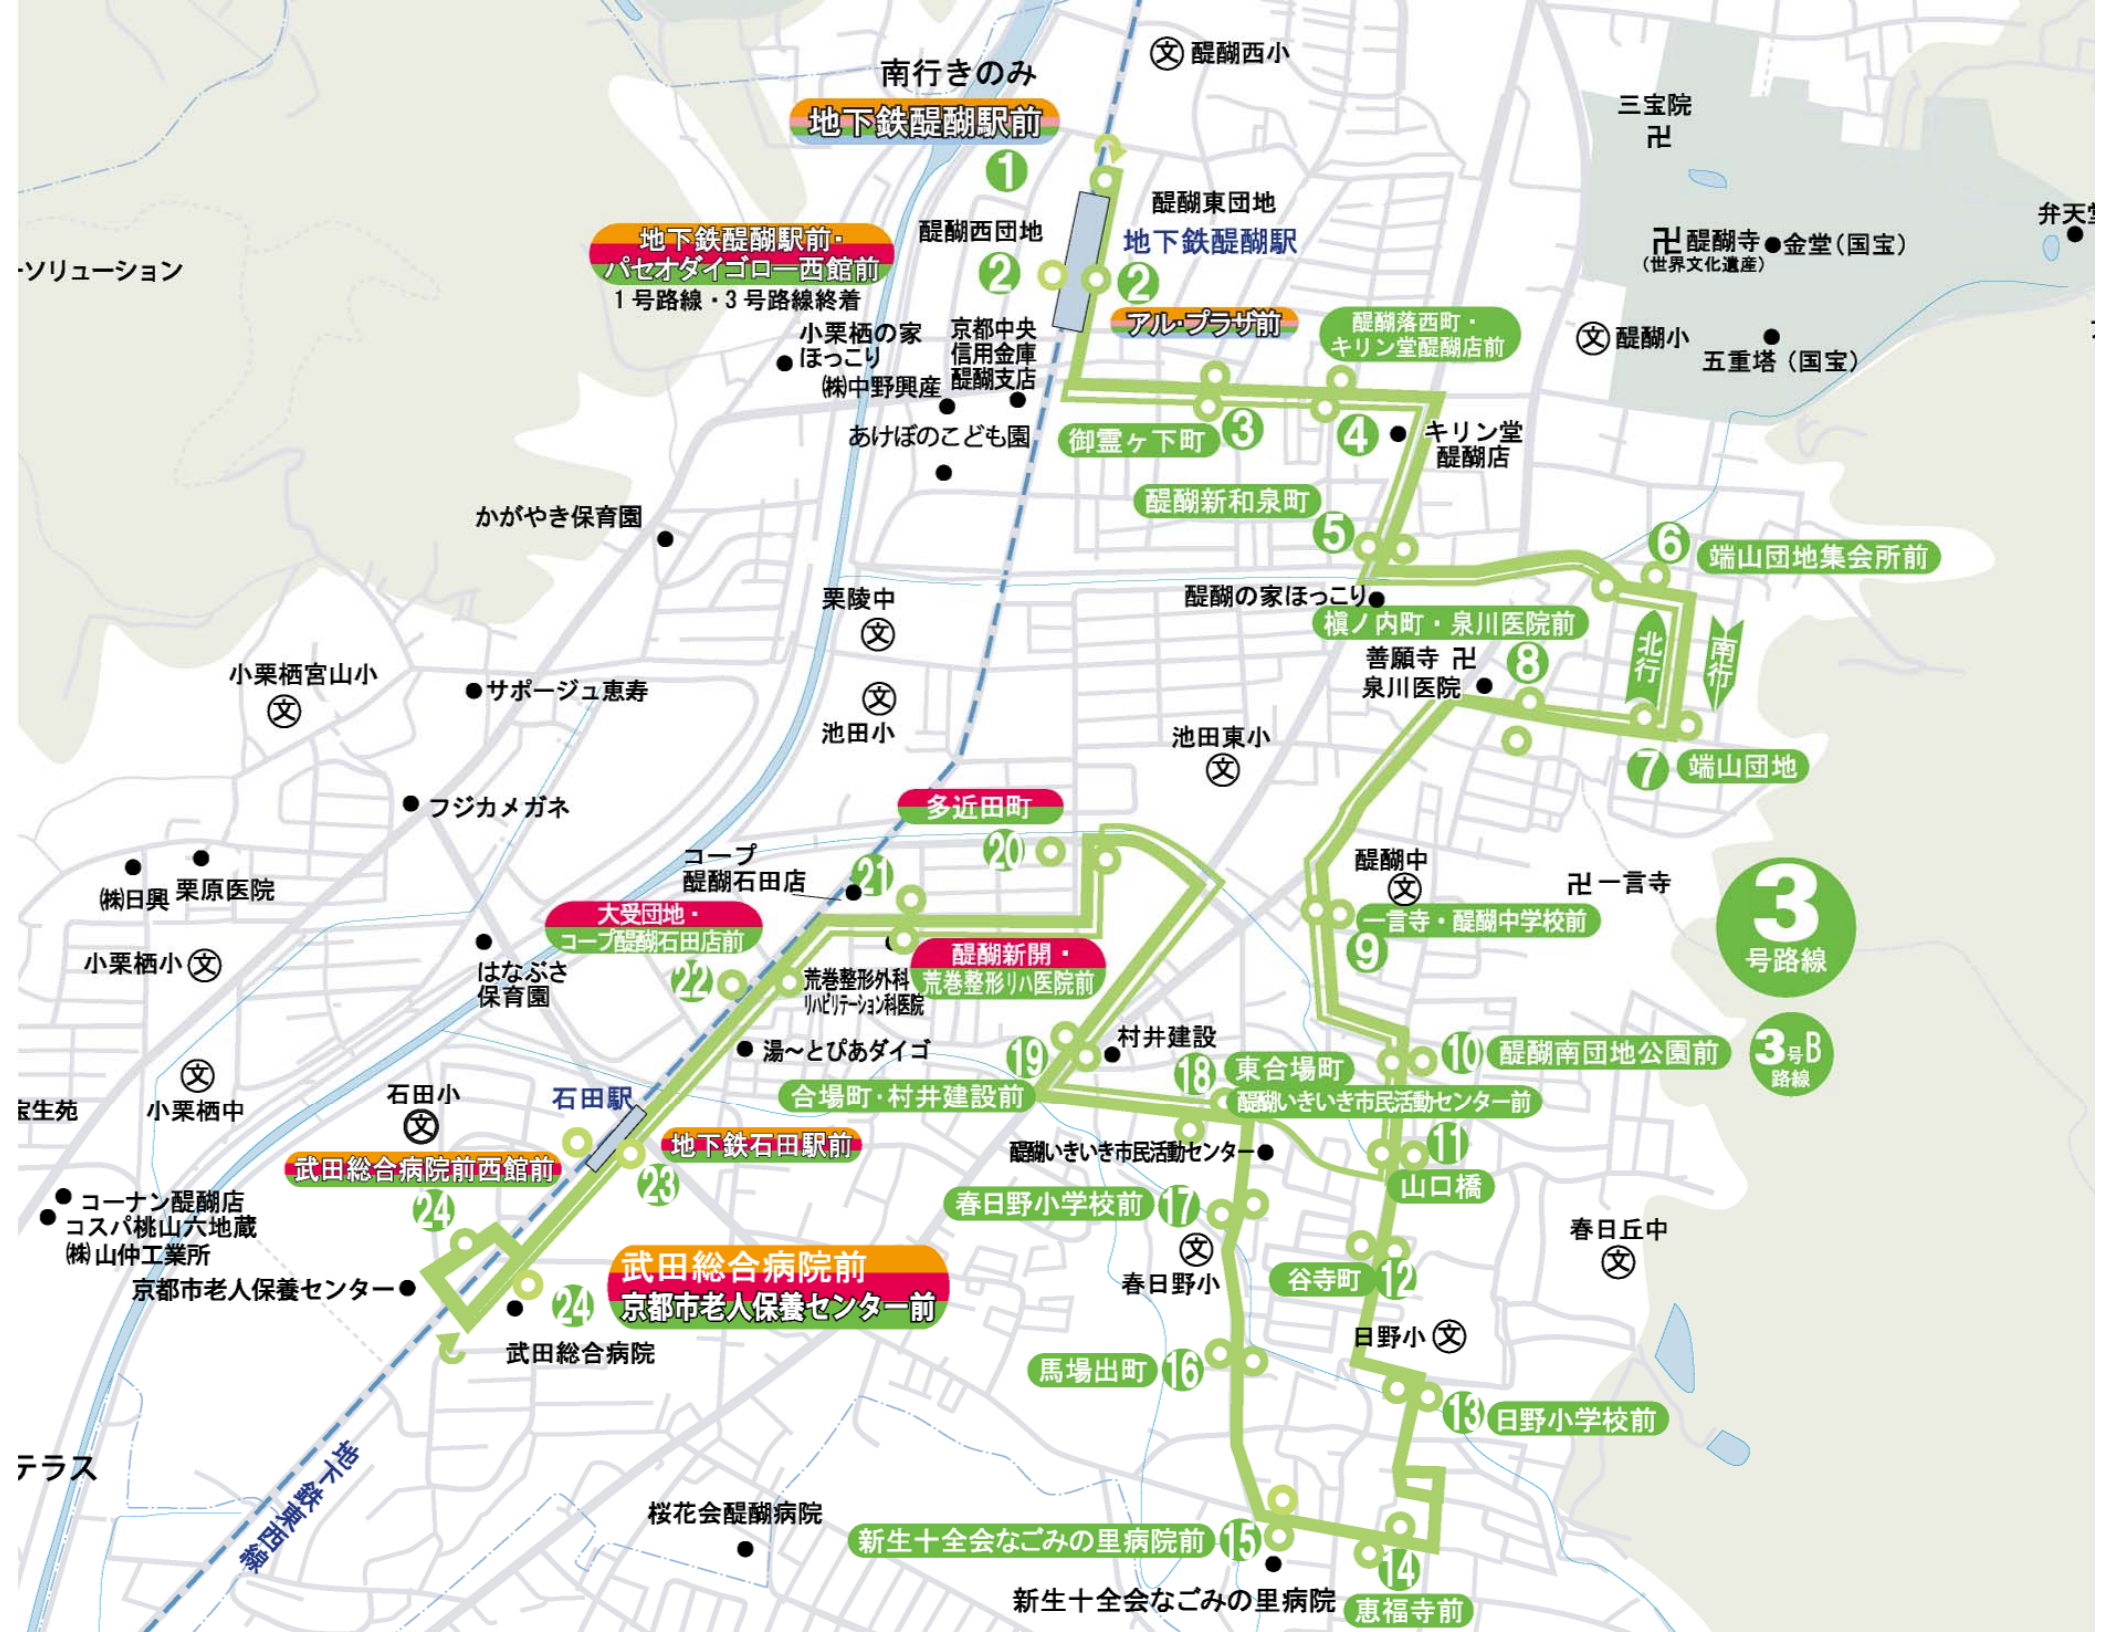 南行きのみ
地下鉄醍醐駅前
1
醍醐西小
三宝院
醍醐東団地
地下鉄醍醐駅
醍醐西団地
2
2
地下鉄醍醐駅前・
パセオダイゴロー西館前
1号路線・3号路線終着
アル・プラザ前
醍醐寺
(世界文化遺産)
金堂(国宝)
ソリューション
小栗栖の家
ほっこり
京都中央
信用金庫
醍醐支店
㈱中野興産
醍醐落西町・
キリン堂醍醐店前
醍醐小
五重塔(国宝)
あけぼのこども園
御霊ヶ下町
3
4
キリン堂
醍醐店
かがやき保育園
醍醐新和泉町
5
6
端山団地集会所前
醍醐の家ほっこり
栗陵中
槇ノ内町・泉川医院前
北行
南行
善願寺
8
泉川医院
小栗栖宮山小
サポージュ恵寿
池田小
池田東小
7
端山団地
フジカメガネ
多近田町
20
コープ
醍醐石田店
21
醍醐中
一言寺
3
号路線
㈱日興
栗原医院
大受団地・
コープ醍醐石田店前
一言寺・醍醐中学校前
9
小栗栖小
はなぶさ
保育園
22
荒巻整形外科
リハビリテーション科医院
醍醐新開・
荒巻整形リハ医院前
湯〜とぴあダイゴ
村井建設
19
合場町・村井建設前
18
東合場町
醍醐いきいき市民活動センター前
10
醍醐南団地公園前
3号B
路線
小栗栖中
宝生苑
石田小
石田駅
地下鉄石田駅前
23
醍醐いきいき市民活動センター
11
山口橋
武田総合病院前西館前
24
コーナン醍醐店
コスパ桃山六地蔵
㈱山仲工業所
京都市老人保養センター
春日野小学校前
17
春日野小
谷寺町
12
春日丘中
武田総合病院前
京都市老人保養センター前
24
武田総合病院
日野小
馬場出町
16
13
日野小学校前
テラス
地下鉄東西線
桜花会醍醐病院
新生十全会なごみの里病院前
15
新生十全会なごみの里病院
14
恵福寺前